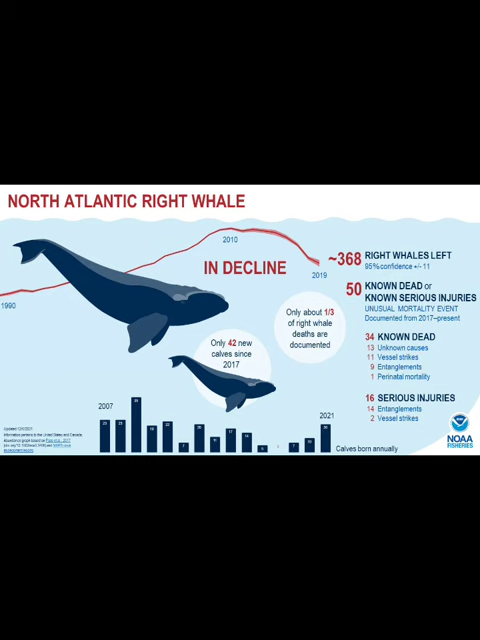 NORTH ATLANTIC RIGHT WHALE
2010
IN DECLINE
1990
2019
~368 RIGHT WHALES LEFT
95% confidence +/- 11
50 KNOWN DEAD or
KNOWN SERIOUS INJURIES
UNUSUAL MORTALITY EVENT
Documented from 2017–present
Only about 1/3
of right whale
deaths are
documented
34 KNOWN DEAD
13 Unknown causes
11 Vessel strikes
9 Entanglements
1 Perinatal mortality
Only 42 new
calves since
2017
16 SERIOUS INJURIES
14 Entanglements
2 Vessel strikes
2007
2021
Calves born annually
NOAA
FISHERIES